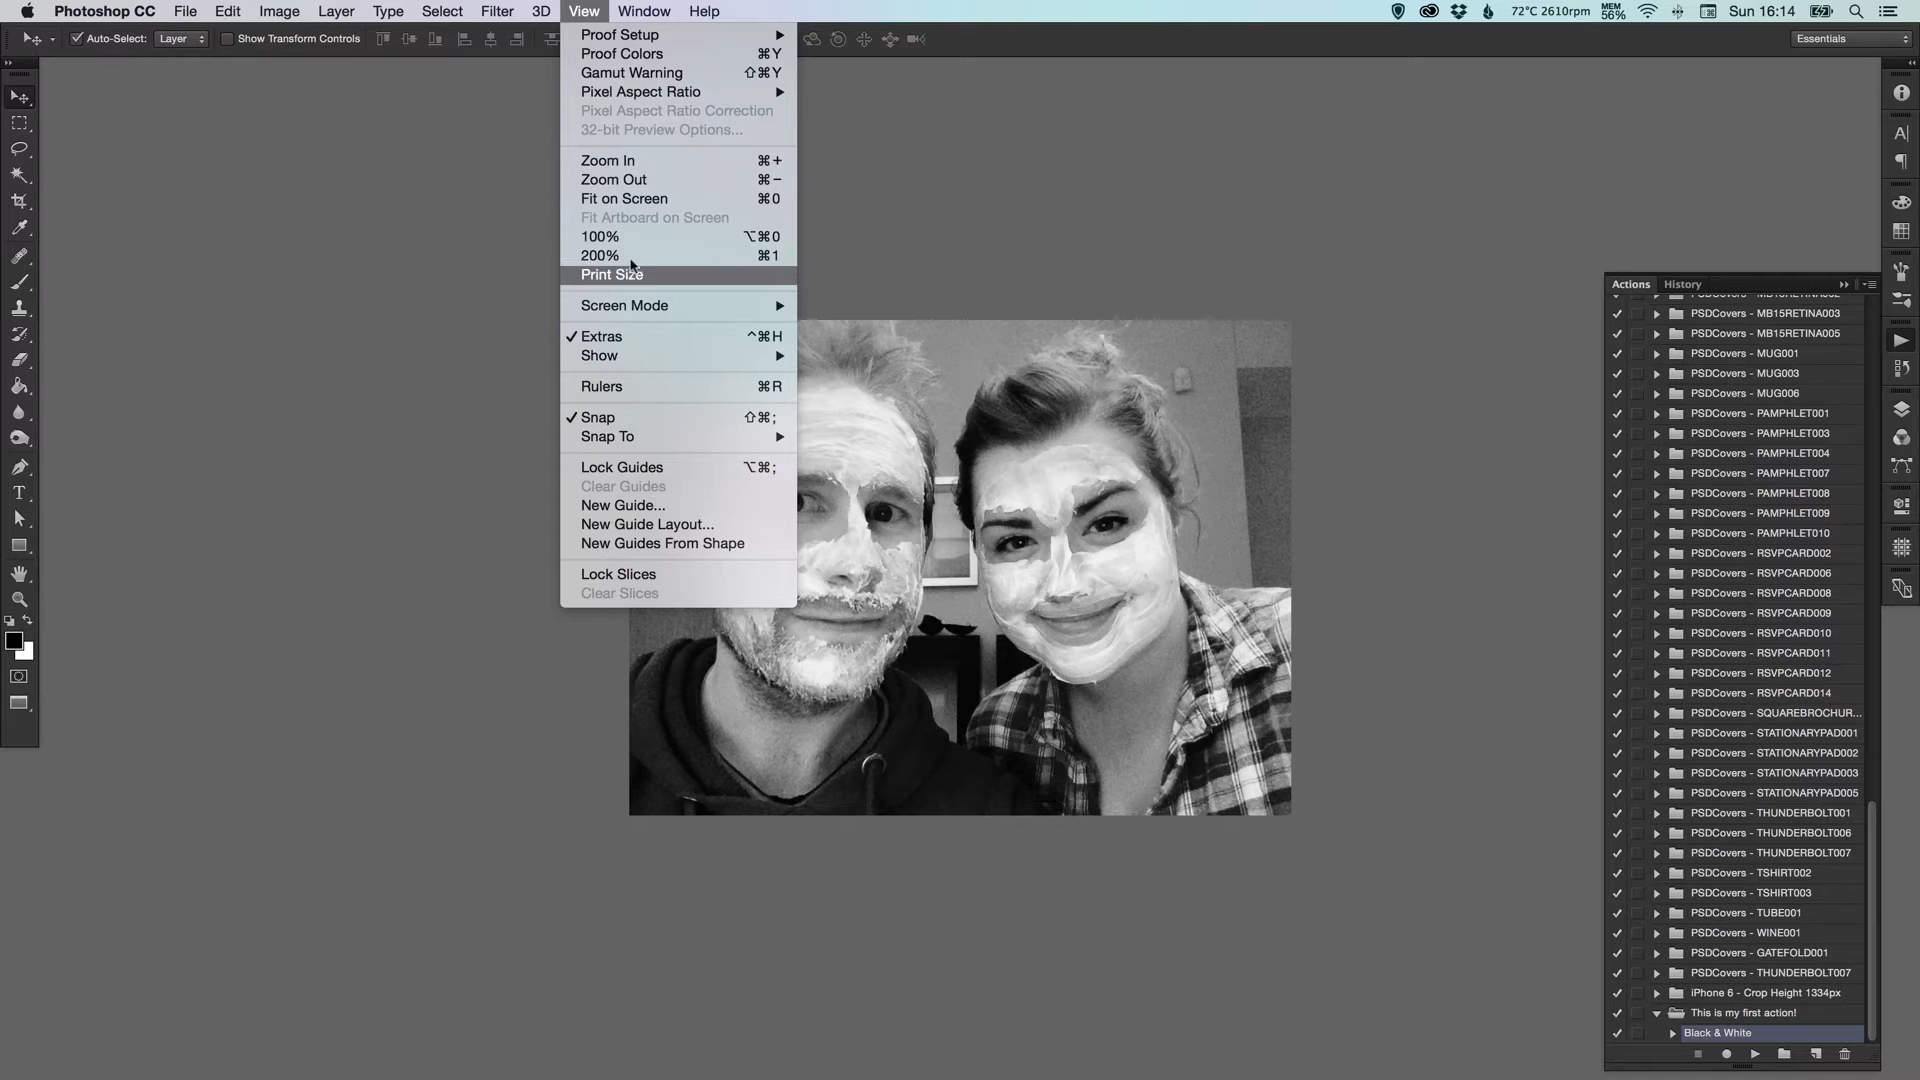 Photoshop CC File Edit Image Layer Type Select Filter 3D View Window Help 72°C 2610rpm MEM 56% Sun 16:14
Auto-Select: Layer Show Transform Controls Essentials
Proof Setup
Proof Colors ⌘Y
Gamut Warning ⇧⌘Y
Pixel Aspect Ratio
Pixel Aspect Ratio Correction
32-bit Preview Options...
Zoom In ⌘+
Zoom Out ⌘−
Fit on Screen ⌘0
Fit Artboard on Screen
100% ⌥⌘0
200% ⌘1
Print Size
Screen Mode
✓ Extras ^⌘H
Show
Rulers ⌘R
✓ Snap ⇧⌘;
Snap To
Lock Guides ⌥⌘;
Clear Guides
New Guide...
New Guide Layout...
New Guides From Shape
Lock Slices
Clear Slices
Actions History
PSDCovers - MB15RETINA003
PSDCovers - MB15RETINA005
PSDCovers - MUG001
PSDCovers - MUG003
PSDCovers - MUG006
PSDCovers - PAMPHLET001
PSDCovers - PAMPHLET003
PSDCovers - PAMPHLET004
PSDCovers - PAMPHLET007
PSDCovers - PAMPHLET008
PSDCovers - PAMPHLET009
PSDCovers - PAMPHLET010
PSDCovers - RSVPCARD002
PSDCovers - RSVPCARD006
PSDCovers - RSVPCARD008
PSDCovers - RSVPCARD009
PSDCovers - RSVPCARD010
PSDCovers - RSVPCARD011
PSDCovers - RSVPCARD012
PSDCovers - RSVPCARD014
PSDCovers - SQUAREBROCHUR...
PSDCovers - STATIONARYPAD001
PSDCovers - STATIONARYPAD002
PSDCovers - STATIONARYPAD003
PSDCovers - STATIONARYPAD005
PSDCovers - THUNDERBOLT001
PSDCovers - THUNDERBOLT006
PSDCovers - THUNDERBOLT007
PSDCovers - TSHIRT002
PSDCovers - TSHIRT003
PSDCovers - TUBE001
PSDCovers - WINE001
PSDCovers - GATEFOLD001
PSDCovers - THUNDERBOLT007
iPhone 6 - Crop Height 1334px
This is my first action!
Black & White